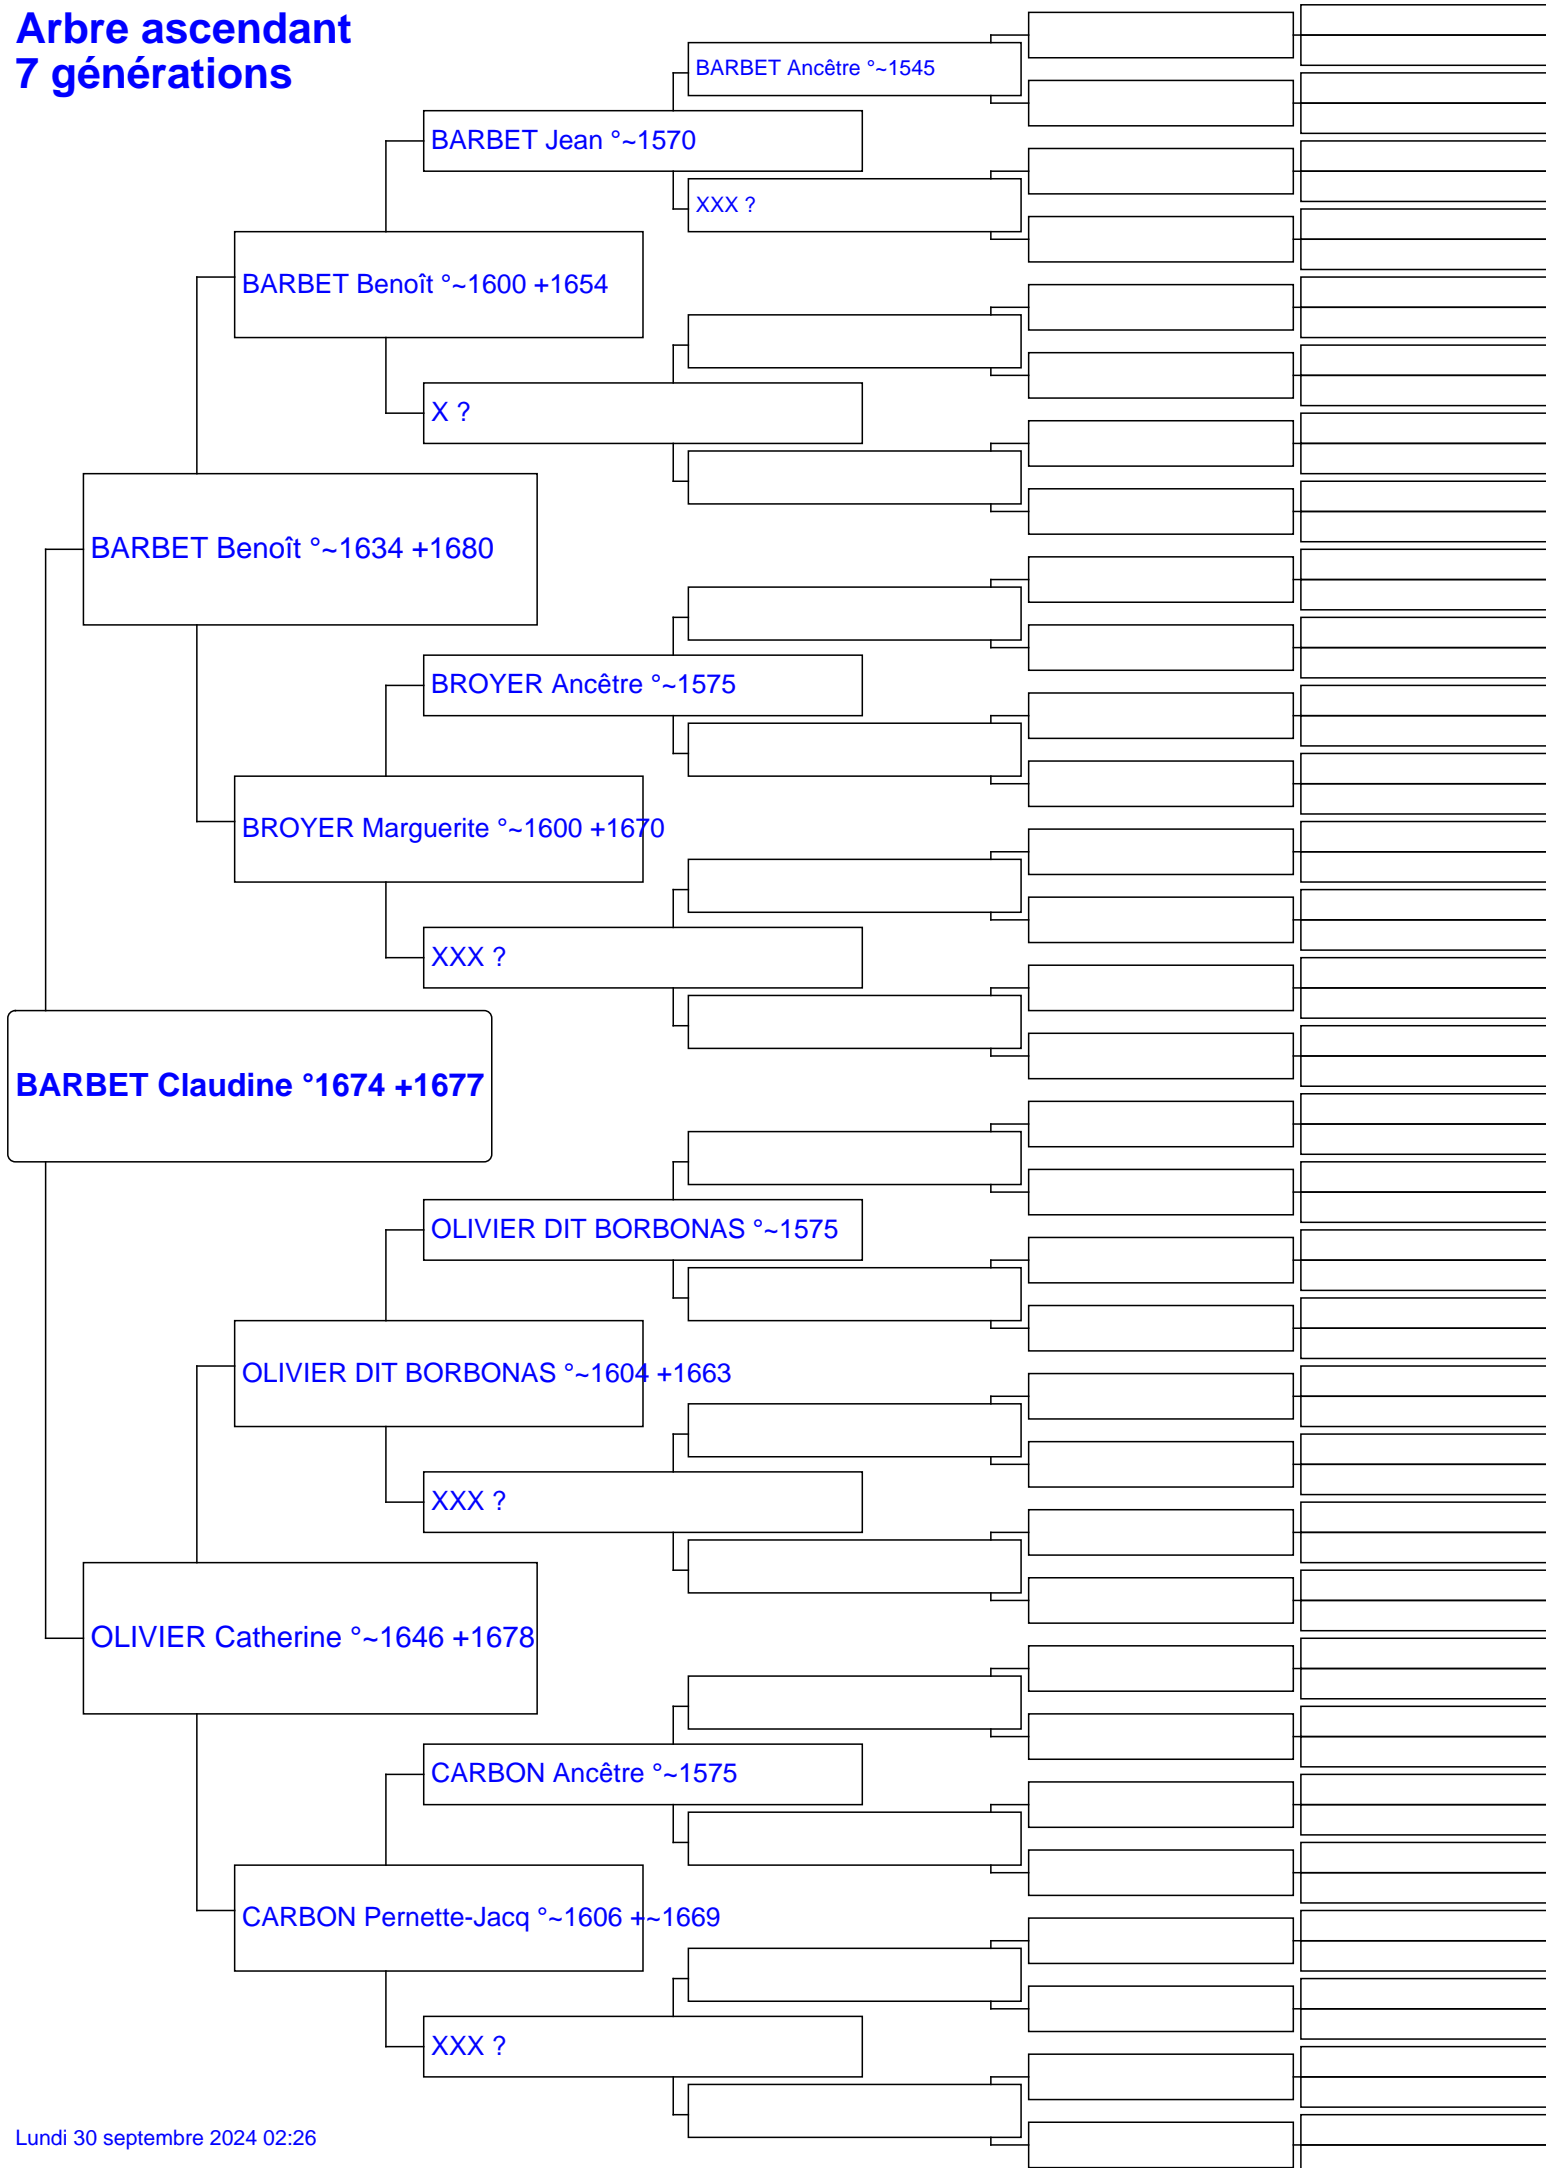 Arbre ascendant
7 générations
BARBET Ancêtre °~1545
BARBET Jean °~1570
XXX ?
BARBET Benoît °~1600 +1654
X ?
BARBET Benoît °~1634 +1680
BROYER Ancêtre °~1575
BROYER Marguerite °~1600 +1670
XXX ?
BARBET Claudine °1674 +1677
OLIVIER DIT BORBONAS °~1575
OLIVIER DIT BORBONAS °~1604 +1663
XXX ?
OLIVIER Catherine °~1646 +1678
CARBON Ancêtre °~1575
CARBON Pernette-Jacq °~1606 +~1669
XXX ?
Lundi 30 septembre 2024 02:26